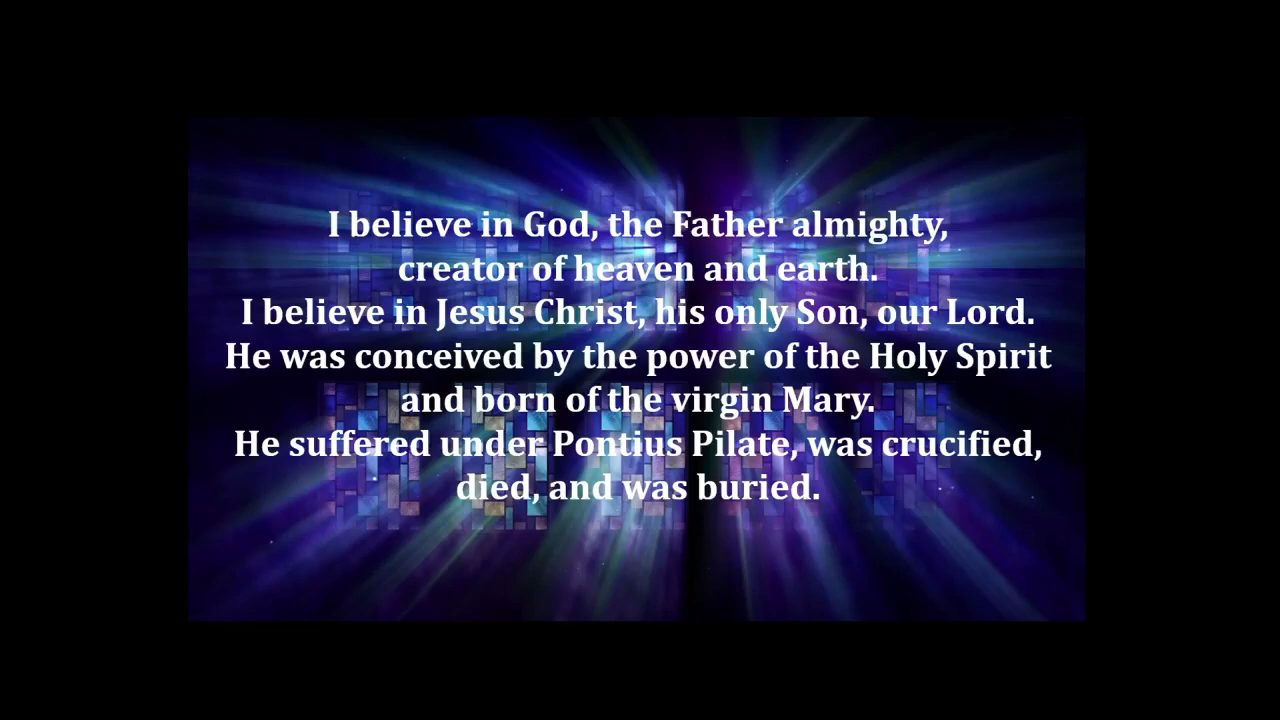 I believe in God, the Father almighty,
creator of heaven and earth.
I believe in Jesus Christ, his only Son, our Lord.
He was conceived by the power of the Holy Spirit
and born of the virgin Mary.
He suffered under Pontius Pilate, was crucified,
died, and was buried.